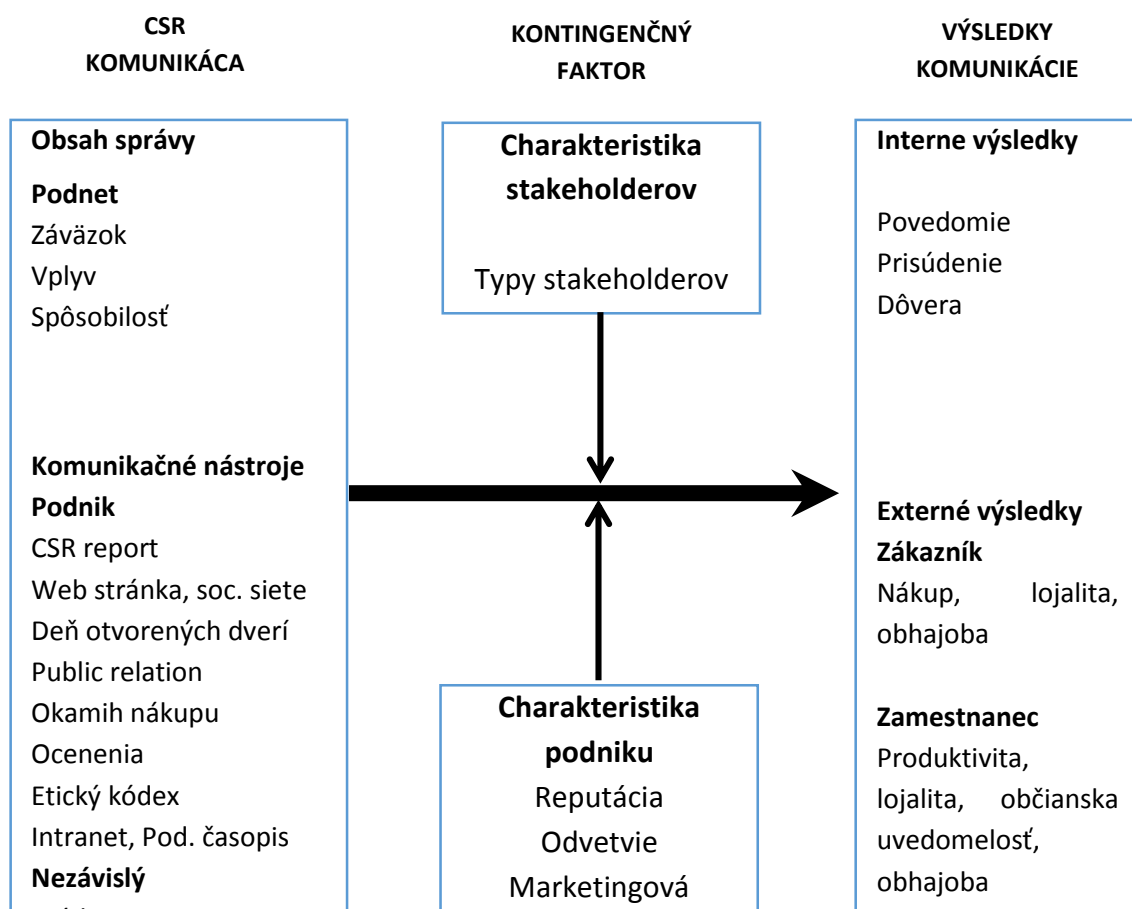 CSR
KOMUNIKÁCA
KONTINGENČNÝ
FAKTOR
VÝSLEDKY
KOMUNIKÁCIE
Obsah správy
Podnet
Záväzok
Vplyv
Spôsobilosť
Komunikačné nástroje
Podnik
CSR report
Web stránka, soc. siete
Deň otvorených dverí
Public relation
Okamih nákupu
Ocenenia
Etický kódex
Intranet, Pod. časopis
Nezávislý
Charakteristika
stakeholderov
Typy stakeholderov
Charakteristika
podniku
Reputácia
Odvetvie
Marketingová
Interne výsledky
Povedomie
Prisúdenie
Dôvera
Externé výsledky
Zákazník
Nákup, lojalita,
obhajoba
Zamestnanec
Produktivita,
lojalita, občianska
uvedomelosť,
obhajoba